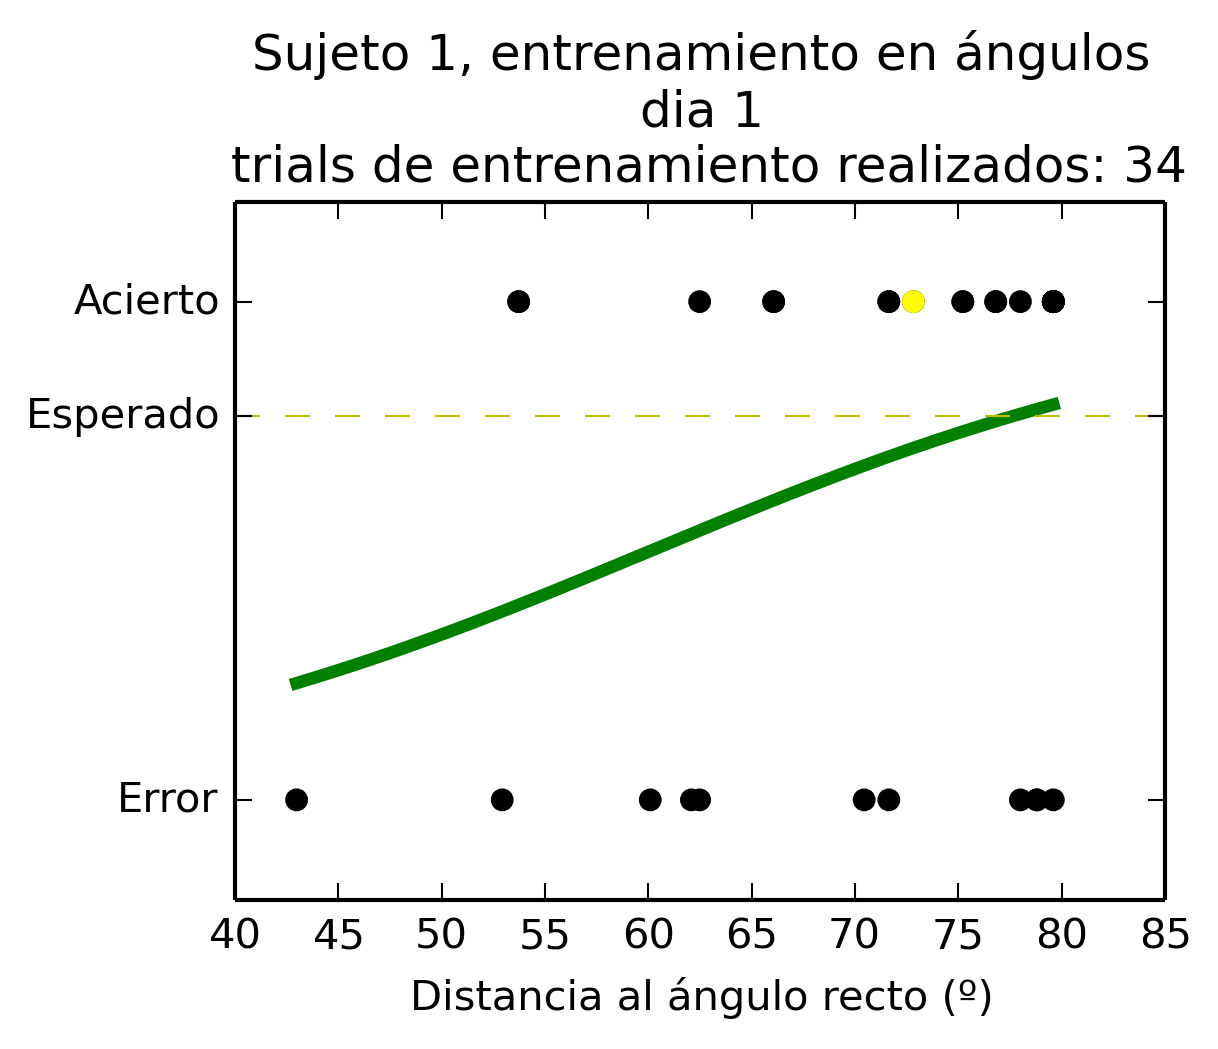 Sujeto 1, entrenamiento en ángulos
dia 1
trials de entrenamiento realizados: 34
Acierto
Esperado
Error
40 45 50 55 60 65 70 75 80 85
Distancia al ángulo recto (º)